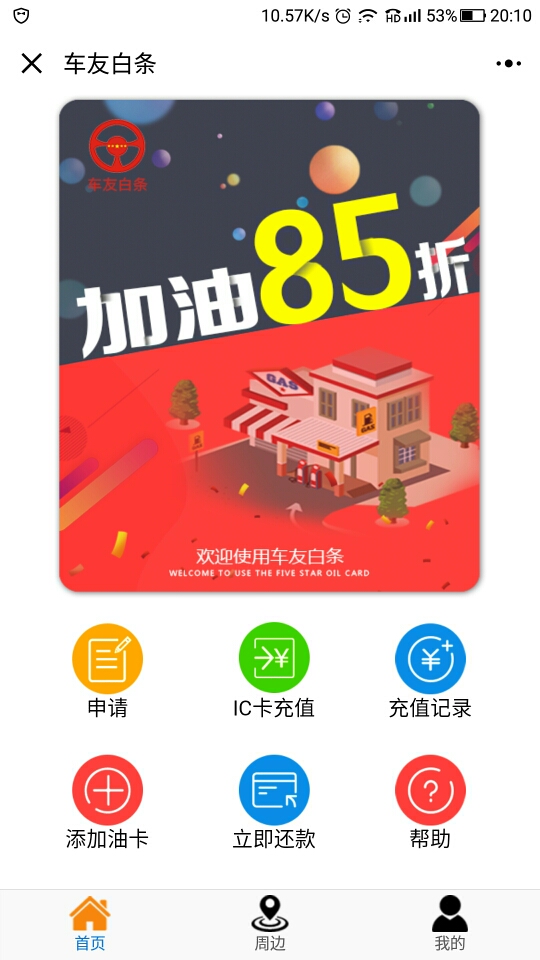 10.57K/s HD 53% 20:10
车友白条
车友白条
加油85折
GAS
GAS
欢迎使用车友白条
WELCOME TO USE THE FIVE STAR OIL CARD
申请
IC卡充值
充值记录
添加油卡
立即还款
帮助
首页
周边
我的